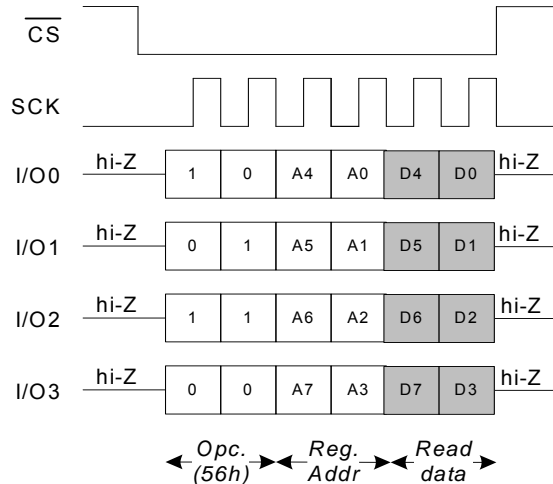 CS
SCK
hi-Z hi-Z
I/O0 1 0 A4 A0 D4 D0
hi-Z hi-Z
I/O1 0 1 A5 A1 D5 D1
hi-Z hi-Z
I/O2 1 1 A6 A2 D6 D2
hi-Z hi-Z
I/O3 0 0 A7 A3 D7 D3
Opc. Reg. Read
(56h) Addr data